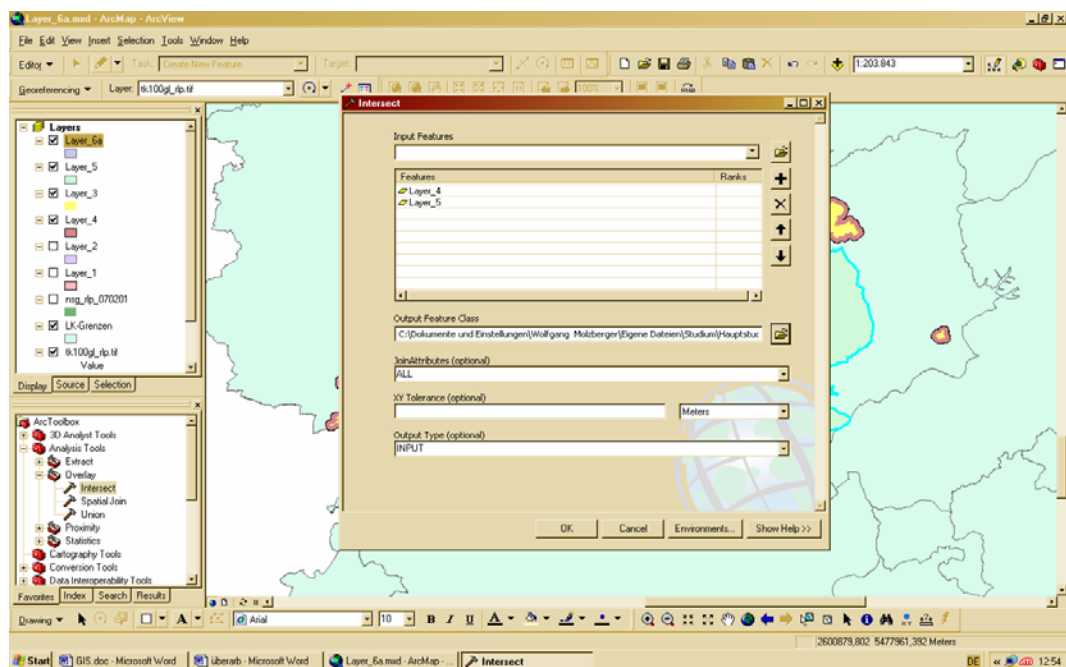 Layer_6a.mxd - ArcMap - ArcView
File Edit View Insert Selection Tools Window Help
Editor Task: Create New Feature Target: 1:203.843
Georeferencing Layer: tk100gl_rlp.tif 100%
Layers
Layer_6a
Layer_5
Layer_3
Layer_4
Layer_2
Layer_1
nsg_rlp_070201
LK-Grenzen
tk100gl_rlp.tif
Value
Display Source Selection
ArcToolbox
3D Analyst Tools
Analysis Tools
Extract
Overlay
Intersect
Spatial Join
Union
Proximity
Statistics
Cartography Tools
Conversion Tools
Data Interoperability Tools
Favorites Index Search Results
Intersect
Input Features
Features Ranks
Layer_4
Layer_5
Output Feature Class
C:\Dokumente und Einstellungen\Wolfgang Molzberger\Eigene Dateien\Studium\Hauptstuc
JoinAttributes (optional)
ALL
XY Tolerance (optional)
Meters
Output Type (optional)
INPUT
OK Cancel Environments... Show Help >>
Drawing A Arial 10 B I U A
2600879,802 5477961,392 Meters
Start GIS.doc - Microsoft Word überarb - Microsoft Word Layer_6a.mxd - ArcMap -... Intersect DE 12:54